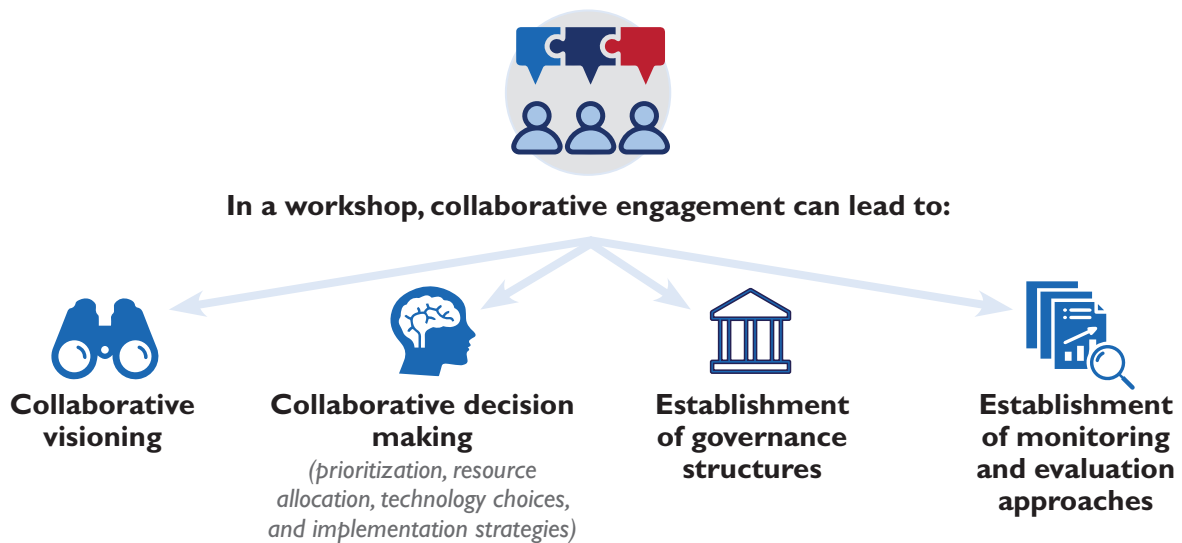 In a workshop, collaborative engagement can lead to:
Collaborative
visioning
Collaborative decision
making
(prioritization, resource
allocation, technology choices,
and implementation strategies)
Establishment
of governance
structures
Establishment
of monitoring
and evaluation
approaches